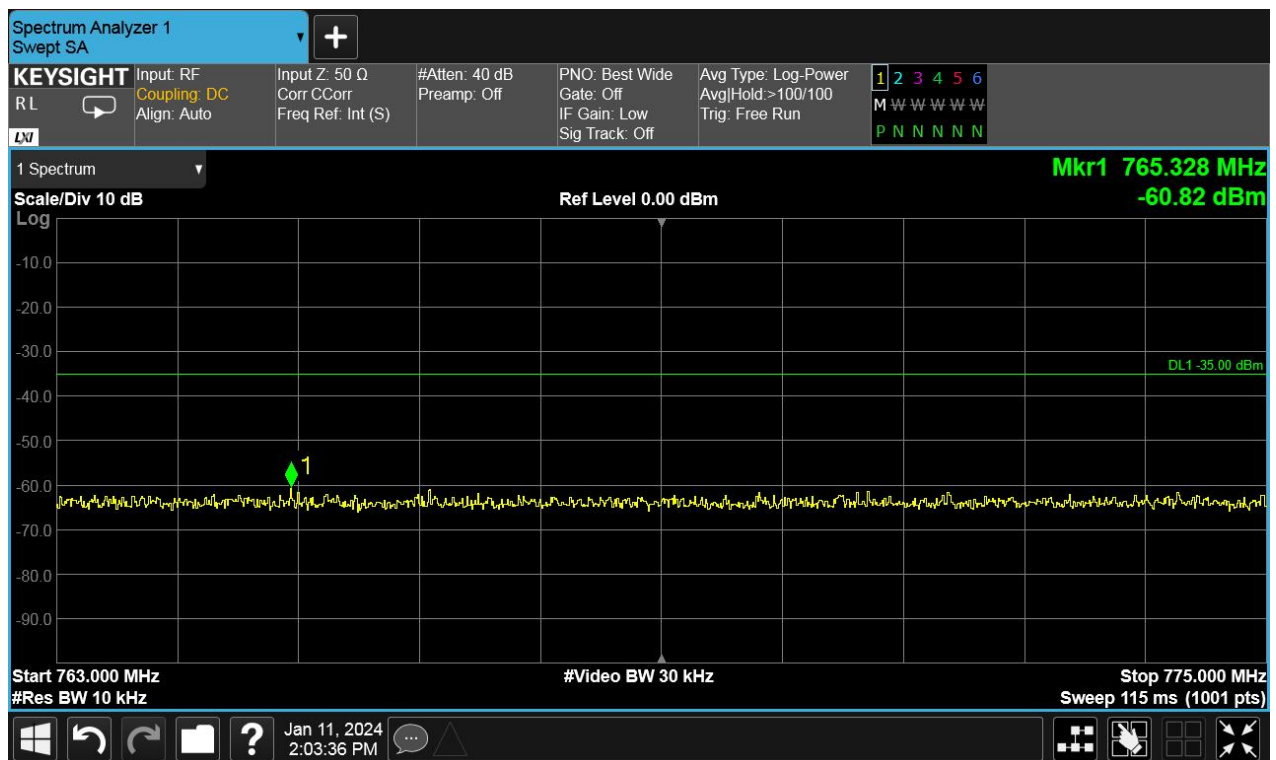 Spectrum Analyzer 1
Swept SA
KEYSIGHT
R L
LXI
Input: RF
Coupling: DC
Align: Auto
Input Z: 50 Ω
Corr CCorr
Freq Ref: Int (S)
#Atten: 40 dB
Preamp: Off
PNO: Best Wide
Gate: Off
IF Gain: Low
Sig Track: Off
Avg Type: Log-Power
Avg|Hold:>100/100
Trig: Free Run
1 2 3 4 5 6
M W W W W W
P N N N N N
1 Spectrum
Mkr1 765.328 MHz
Scale/Div 10 dB
Ref Level 0.00 dBm
-60.82 dBm
Log
-10.0
-20.0
-30.0
DL1 -35.00 dBm
-40.0
-50.0
1
-60.0
-70.0
-80.0
-90.0
Start 763.000 MHz
#Video BW 30 kHz
Stop 775.000 MHz
#Res BW 10 kHz
Sweep 115 ms (1001 pts)
?
Jan 11, 2024
2:03:36 PM